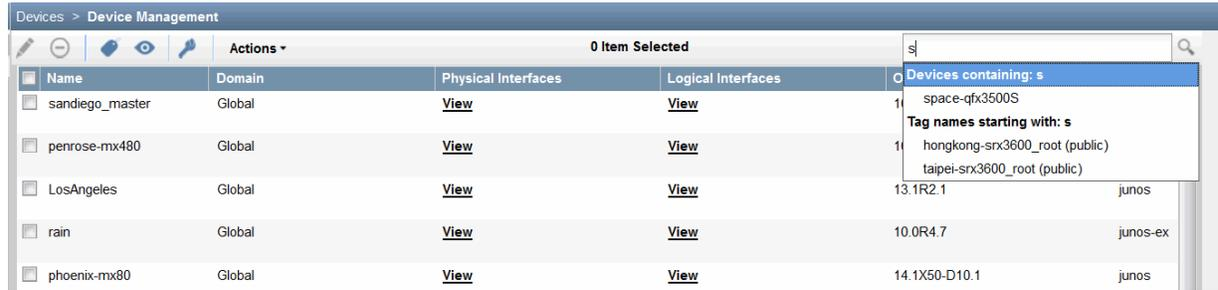 Devices > Device Management
Actions
0 Item Selected
s
Name Domain Physical Interfaces Logical Interfaces
Devices containing: s
space-qfx3500S
Tag names starting with: s
hongkong-srx3600_root (public)
taipei-srx3600_root (public)
sandiego_master Global View View
penrose-mx480 Global View View
LosAngeles Global View View 13.1R2.1 junos
rain Global View View 10.0R4.7 junos-ex
phoenix-mx80 Global View View 14.1X50-D10.1 junos